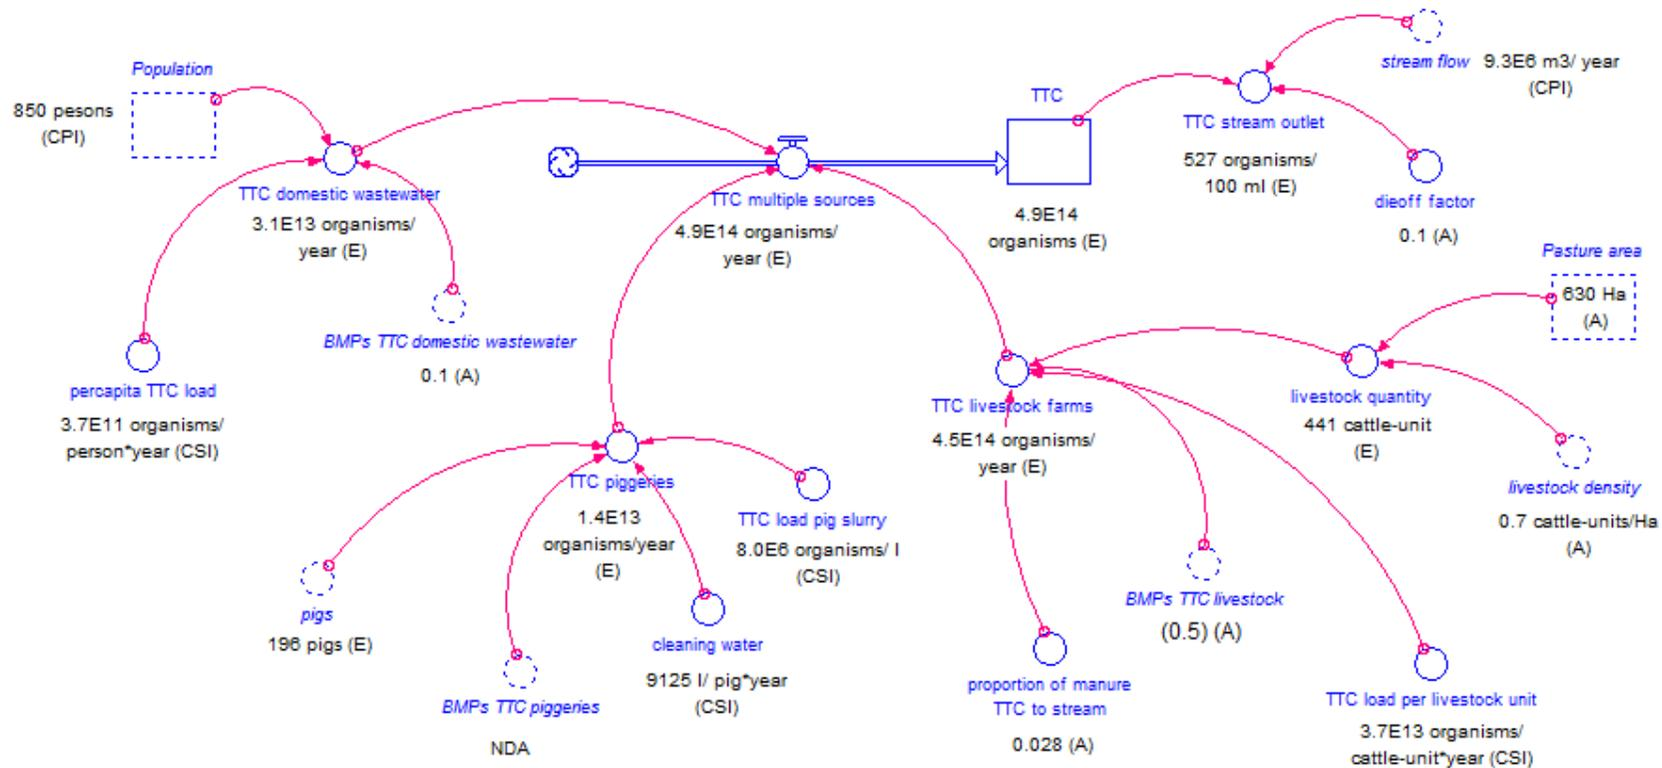 Population
850 pesons
(CPI)
TTC domestic wastewater
3.1E13 organisms/
year (E)
percapita TTC load
3.7E11 organisms/
person*year (CSI)
BMPs TTC domestic wastewater
0.1 (A)
TTC multiple sources
4.9E14 organisms/
year (E)
TTC
4.9E14
organisms (E)
TTC stream outlet
527 organisms/
100 ml (E)
stream flow
9.3E6 m3/ year
(CPI)
dieoff factor
0.1 (A)
Pasture area
630 Ha
(A)
livestock quantity
441 cattle-unit
(E)
livestock density
0.7 cattle-units/Ha
(A)
TTC livestock farms
4.5E14 organisms/
year (E)
TTC piggeries
1.4E13
organisms/year
(E)
TTC load pig slurry
8.0E6 organisms/ l
(CSI)
pigs
196 pigs (E)
BMPs TTC piggeries
NDA
cleaning water
9125 l/ pig*year
(CSI)
proportion of manure
TTC to stream
0.028 (A)
BMPs TTC livestock
(0.5) (A)
TTC load per livestock unit
3.7E13 organisms/
cattle-unit*year (CSI)